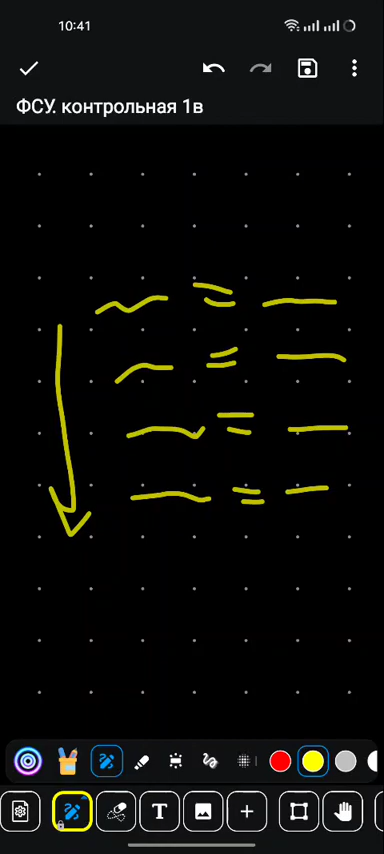 10:41
ФСУ. контрольная 1в
=
=
=
=
T